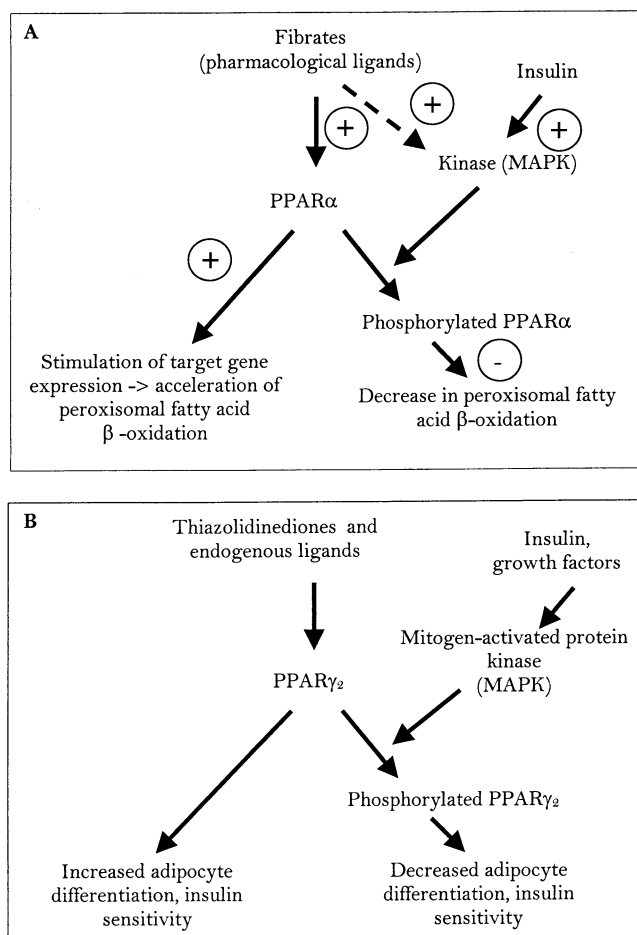 A
Fibrates
(pharmacological ligands)
Insulin
+
+
+
Kinase (MAPK)
PPARα
+
Phosphorylated PPARα
Stimulation of target gene
expression -> acceleration of
peroxisomal fatty acid
β -oxidation
-
Decrease in peroxisomal fatty
acid β-oxidation
B
Thiazolidinediones and
endogenous ligands
Insulin,
growth factors
Mitogen-activated protein
kinase
(MAPK)
PPARγ₂
Phosphorylated PPARγ₂
Increased adipocyte
differentiation, insulin
sensitivity
Decreased adipocyte
differentiation, insulin
sensitivity